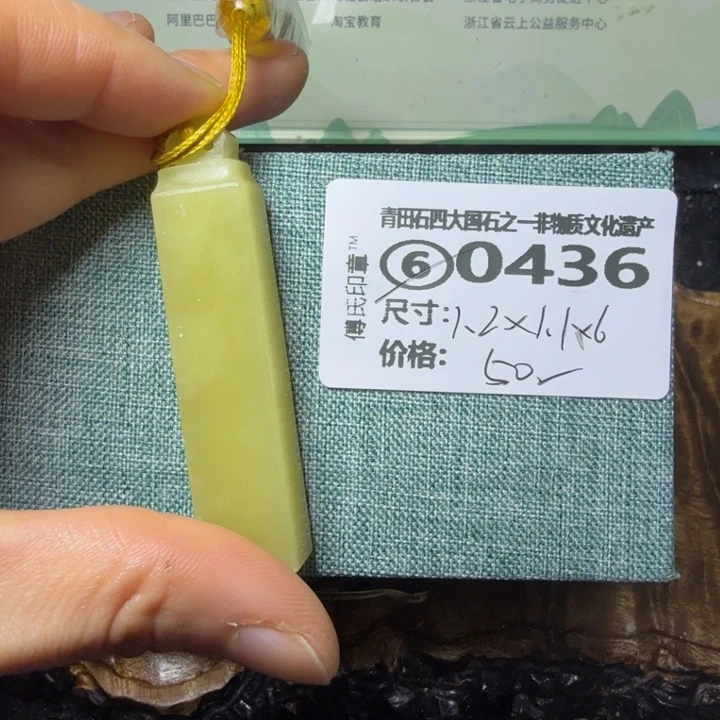 阿里巴巴 淘宝教育 浙江省云上公益服务中心
青田石四大国石之一非物质文化遗产
傅氏印章™
⑥0436
尺寸:1.2×1.1×6
价格: